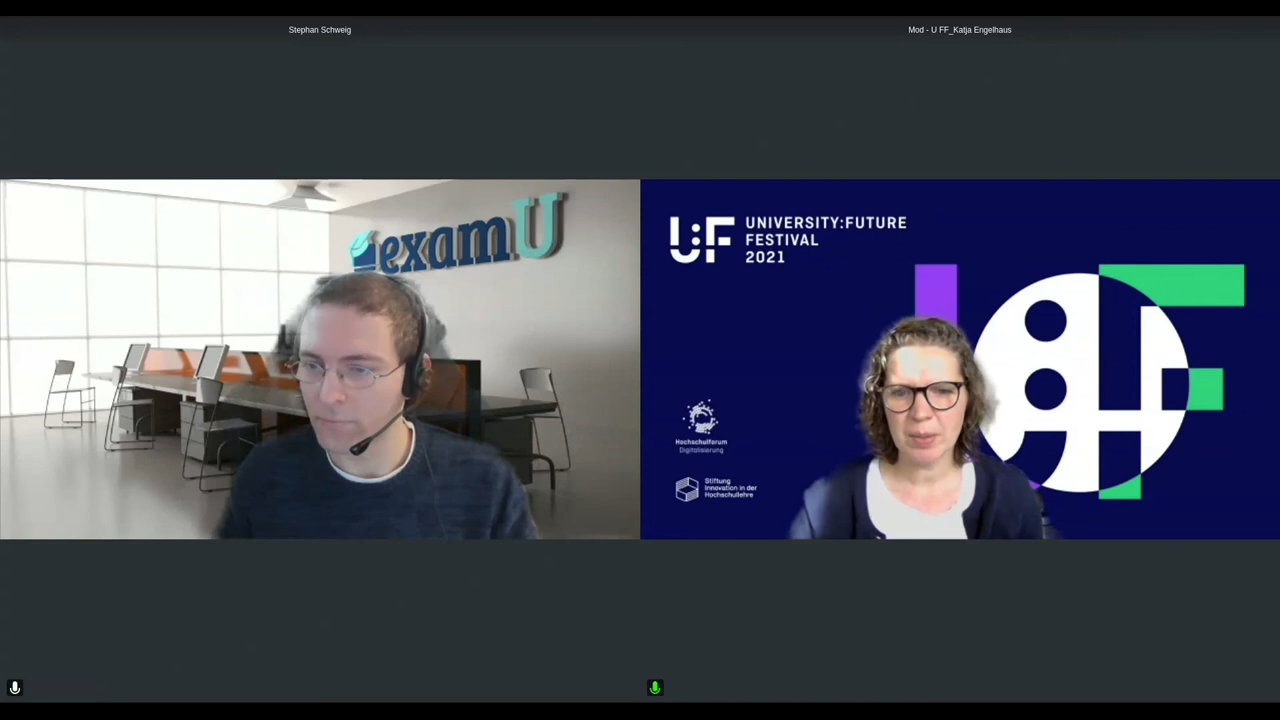 Stephan Schweig
Mod - U FF_Katja Engelhaus
examU
U:F
UNIVERSITY:FUTURE
FESTIVAL
2021
Hochschulforum
Digitalisierung
Stiftung
Innovation in der
Hochschullehre